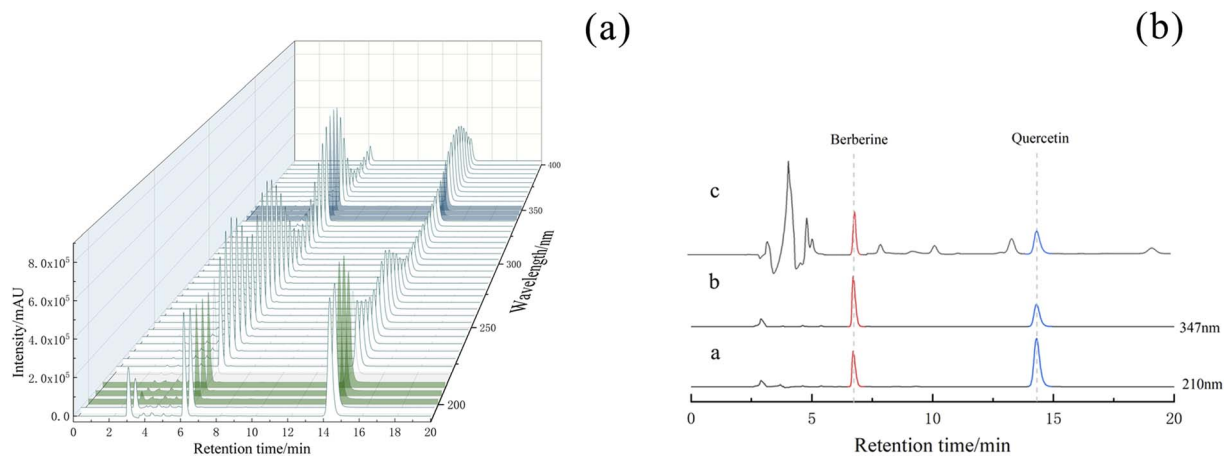 (a)
(b)
Berberine
Quercetin
c
b
347nm
a
210nm
0
5
10
15
20
Retention time/min
400
350
300
250
200
Wavelength/nm
8.0x10⁵
6.0x10⁵
4.0x10⁵
2.0x10⁵
0.0
Intensity/mAU
0 2 4 6 8 10 12 14 16 18 20
Retention time/min